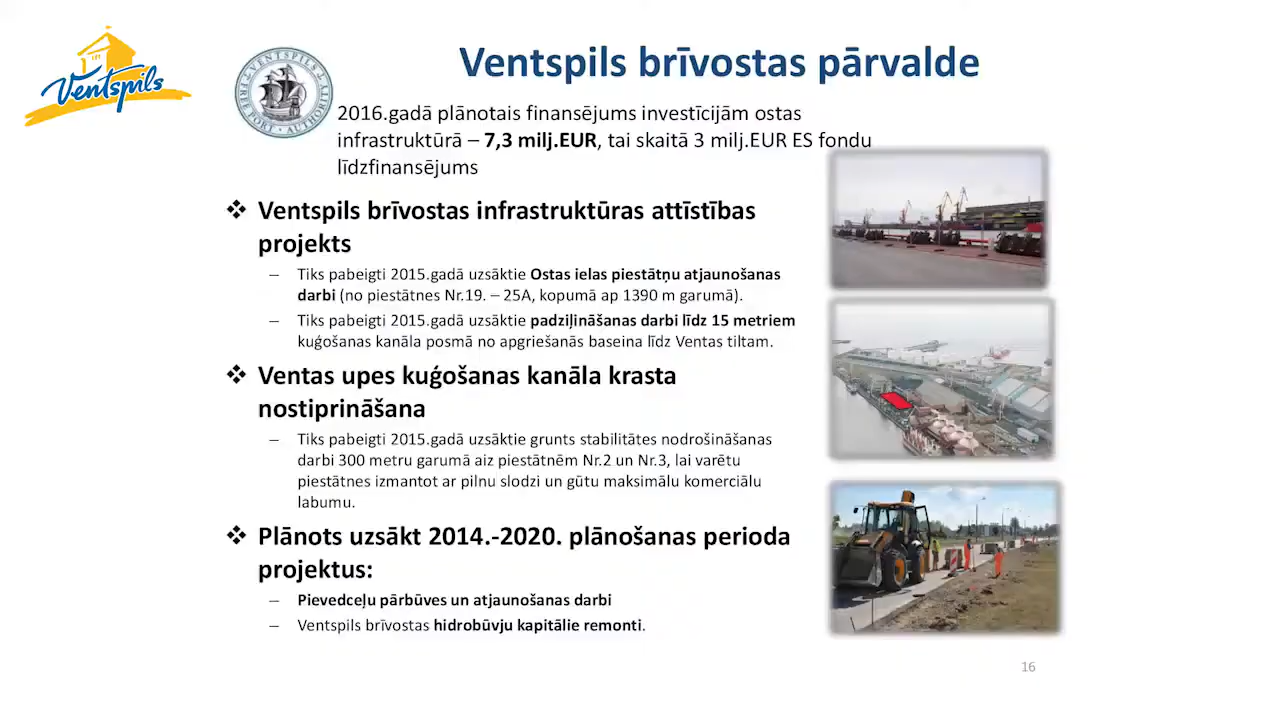 Ventspils
VENTSPILS
FREE PORT · AUTHORITY
Ventspils brīvostas pārvalde
2016.gadā plānotais finansējums investīcijām ostas
infrastruktūrā – 7,3 milj.EUR, tai skaitā 3 milj.EUR ES fondu
līdzfinansējums
❖ Ventspils brīvostas infrastruktūras attīstības
projekts
– Tiks pabeigti 2015.gadā uzsāktie Ostas ielas piestātņu atjaunošanas
darbi (no piestātnes Nr.19. – 25A, kopumā ap 1390 m garumā).
– Tiks pabeigti 2015.gadā uzsāktie padziļināšanas darbi līdz 15 metriem
kuģošanas kanāla posmā no apgriešanās baseina līdz Ventas tiltam.
❖ Ventas upes kuģošanas kanāla krasta
nostiprināšana
– Tiks pabeigti 2015.gadā uzsāktie grunts stabilitātes nodrošināšanas
darbi 300 metru garumā aiz piestātnēm Nr.2 un Nr.3, lai varētu
piestātnes izmantot ar pilnu slodzi un gūtu maksimālu komerciālu
labumu.
❖ Plānots uzsākt 2014.-2020. plānošanas perioda
projektus:
– Pievedceļu pārbūves un atjaunošanas darbi
– Ventspils brīvostas hidrobūvju kapitālie remonti.
16